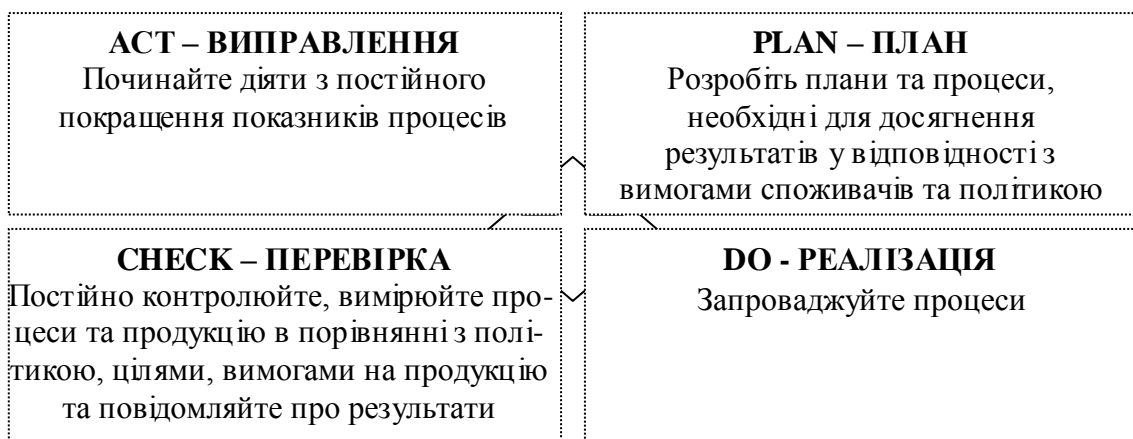 ACT – ВИПРАВЛЕННЯ
Починайте діяти з постійного
покращення показників процесів
PLAN – ПЛАН
Розробіть плани та процеси,
необхідні для досягнення
результатів у відповідності з
вимогами споживачів та політикою
CHECK – ПЕРЕВІРКА
Постійно контролюйте, вимірюйте про-
цеси та продукцію в порівнянні з полі-
тикою, цілями, вимогами на продукцію
та повідомляйте про результати
DO - РЕАЛІЗАЦІЯ
Запроваджуйте процеси